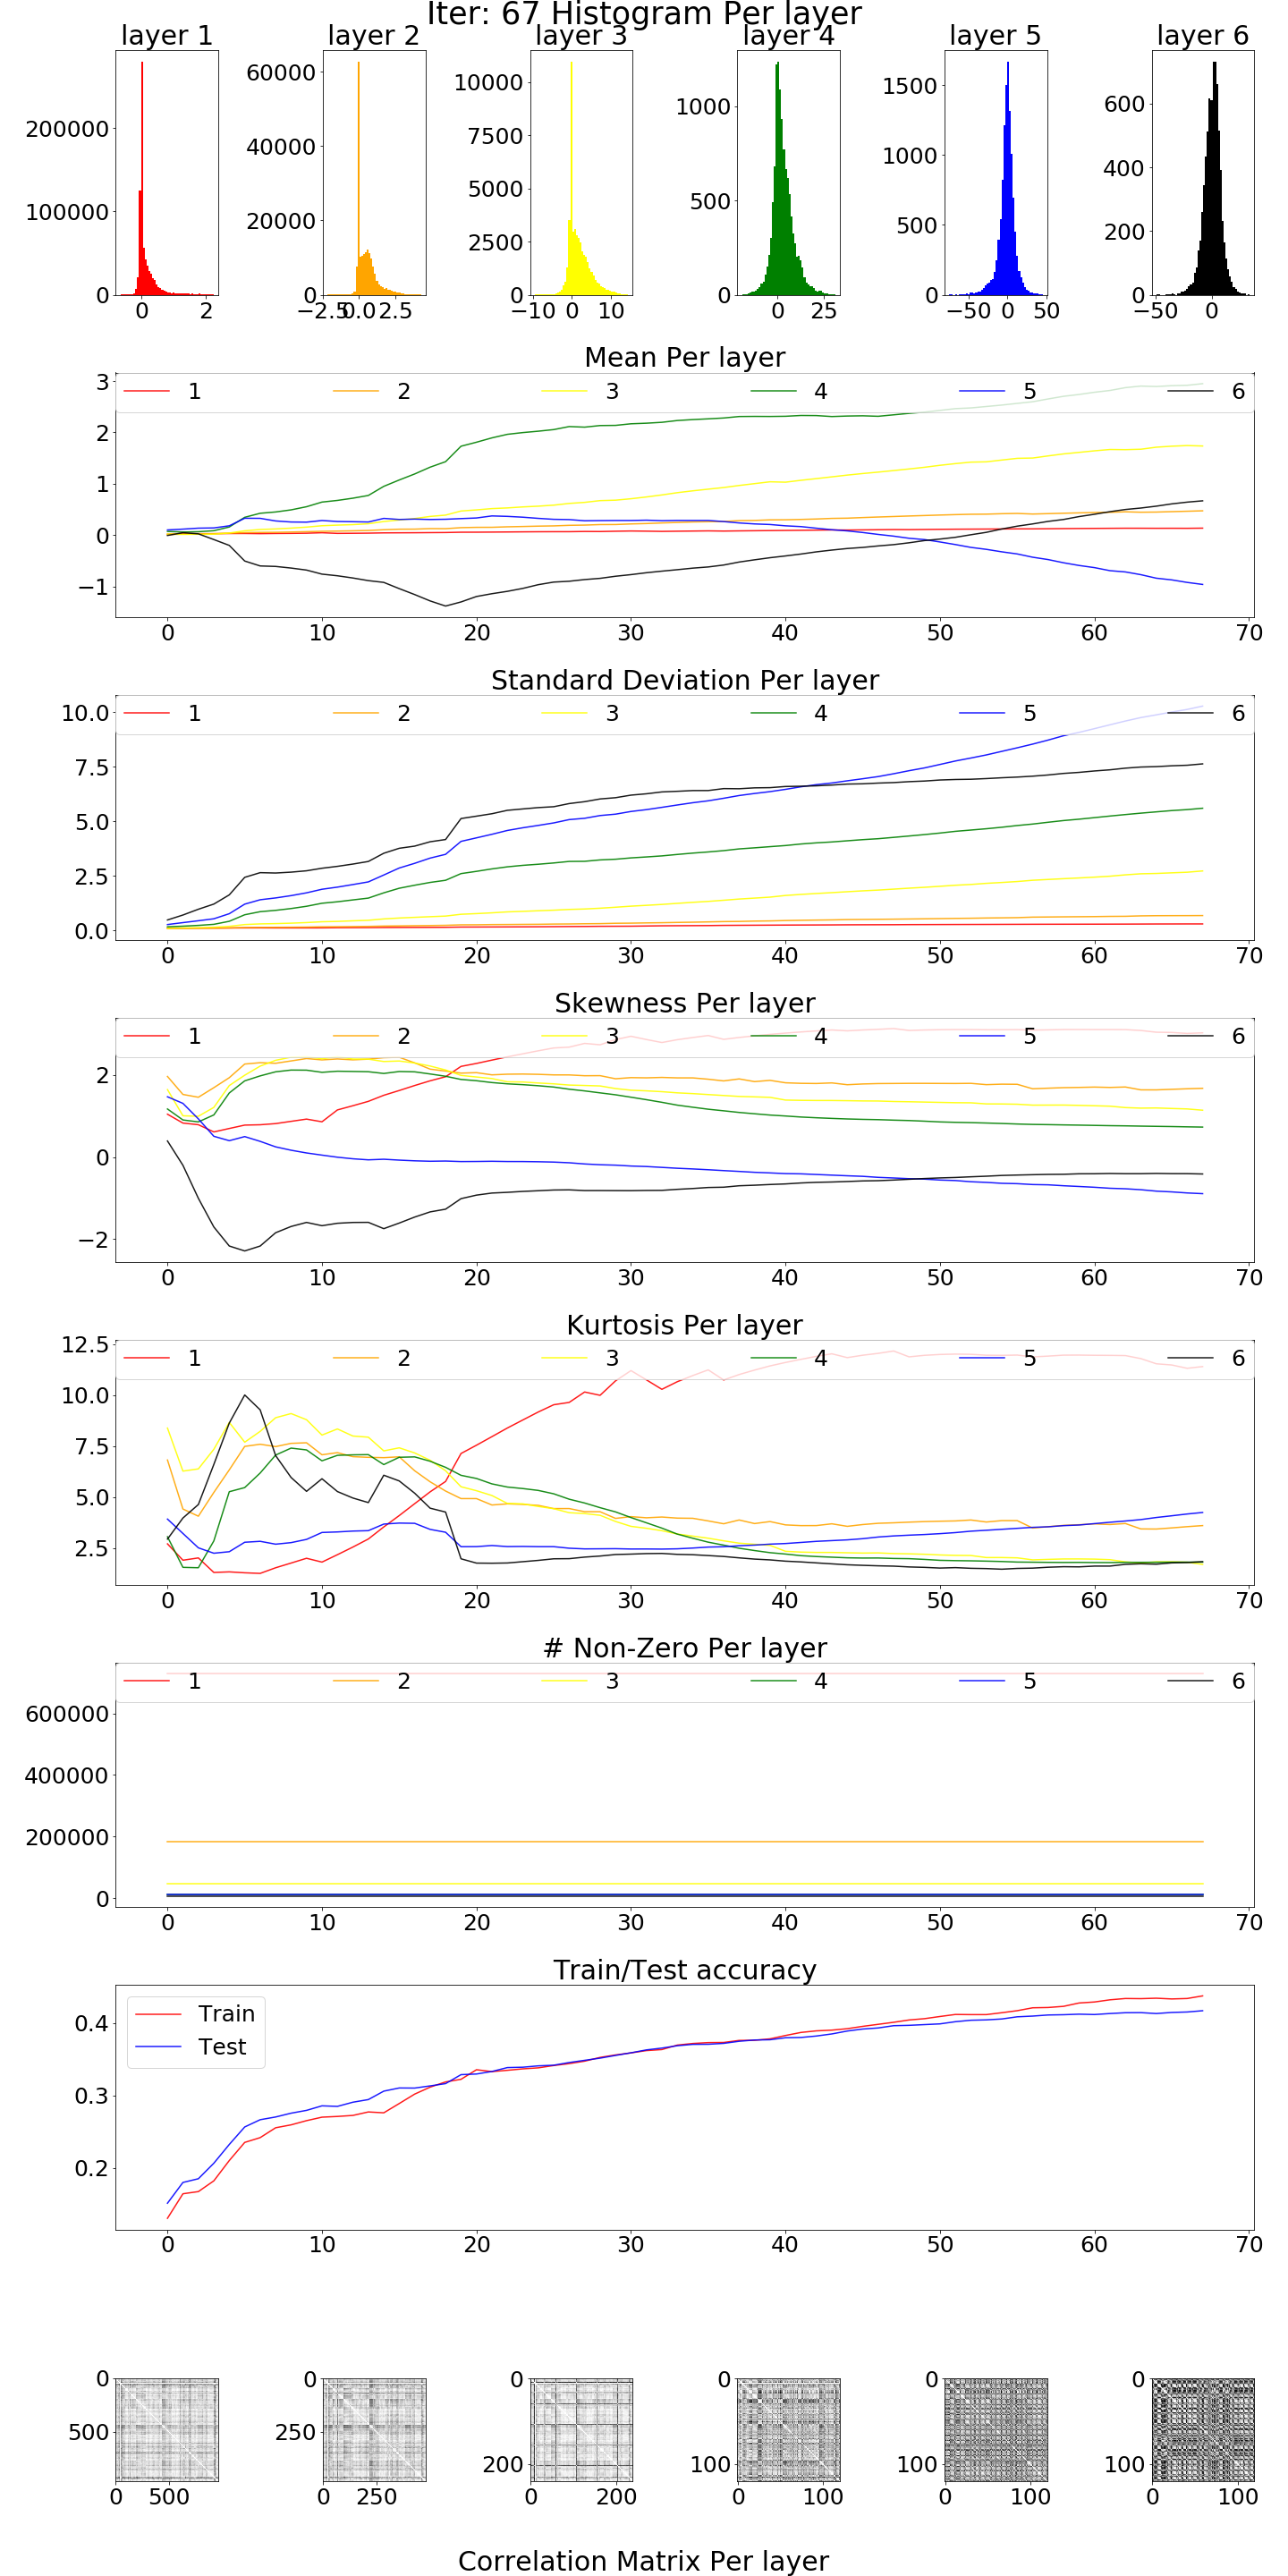 Iter: 67 Histogram Per layer
layer 1 layer 2 layer 3 layer 4 layer 5 layer 6
200000 100000 0 0 2
60000 40000 20000 0 −2.5 0.0 2.5
10000 7500 5000 2500 0 −10 0 10
1000 500 0 0 25
1500 1000 500 0 −50 0 50
600 400 200 0 −50 0
Mean Per layer
1 2 3 4 5 6
3
2
1
0
−1
0 10 20 30 40 50 60 70
Standard Deviation Per layer
1 2 3 4 5 6
10.0
7.5
5.0
2.5
0.0
0 10 20 30 40 50 60 70
Skewness Per layer
1 2 3 4 5 6
2
0
−2
0 10 20 30 40 50 60 70
Kurtosis Per layer
1 2 3 4 5 6
12.5
10.0
7.5
5.0
2.5
0 10 20 30 40 50 60 70
# Non-Zero Per layer
1 2 3 4 5 6
600000
400000
200000
0
0 10 20 30 40 50 60 70
Train/Test accuracy
Train
Test
0.4
0.3
0.2
0 10 20 30 40 50 60 70
0 500 0 500
0 250 0 250
0 200 0 200
0 100 0 100
0 100 0 100
0 100 0 100
Correlation Matrix Per layer